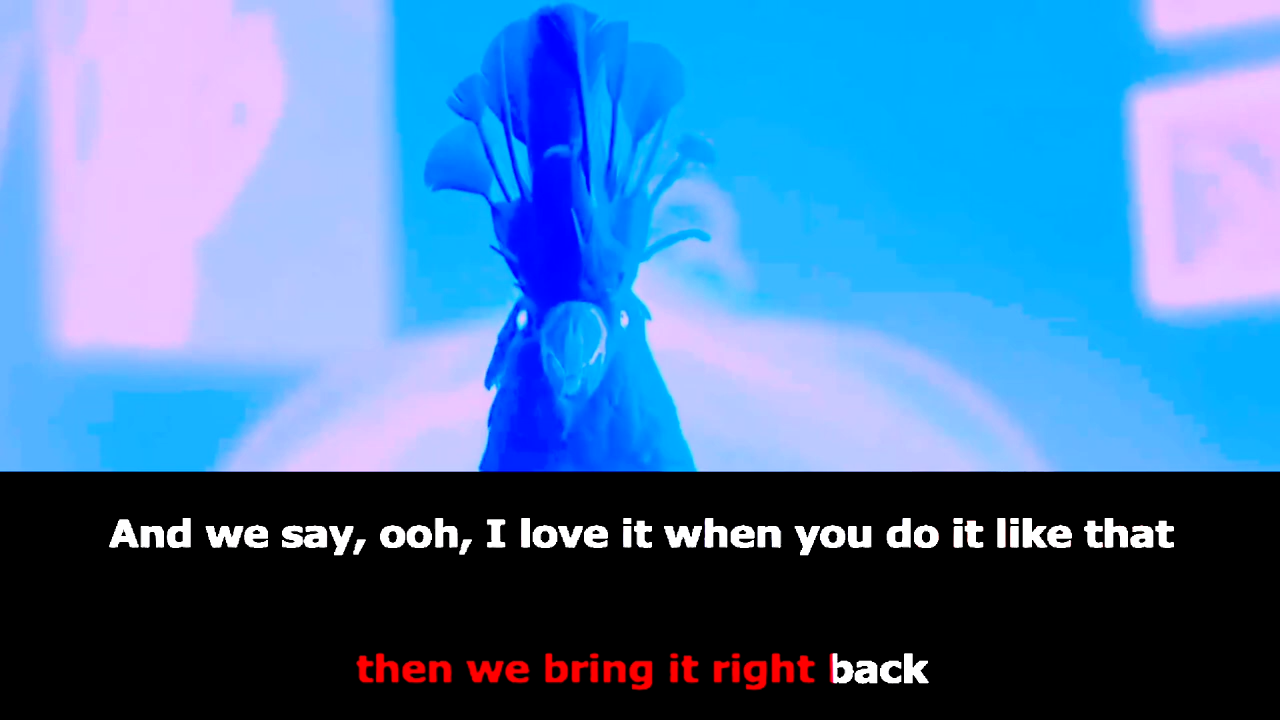 And we say, ooh, I love it when you do it like that
then we bring it right back